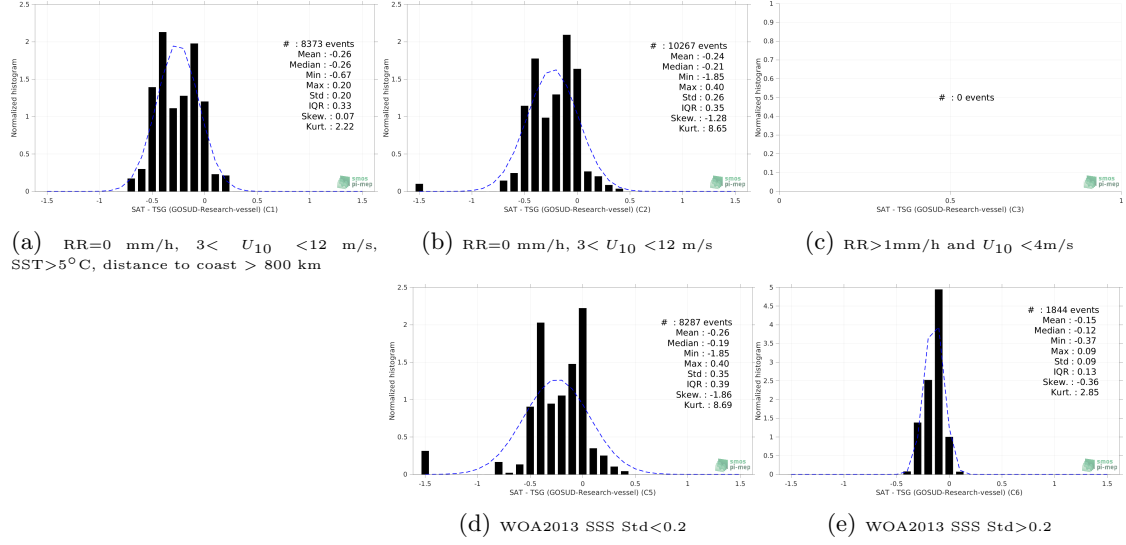 2.5
2
1.5
1
0.5
0
-1.5 -1 -0.5 0 0.5 1 1.5
Normalized histogram
SAT - TSG (GOSUD-Research-vessel) (C1)
# : 8373 events
Mean : -0.26
Median : -0.26
Min : -0.67
Max : 0.20
Std : 0.20
IQR : 0.33
Skew. : 0.07
Kurt. : 2.22
smos
pi-mep
(a) RR=0 mm/h, 3< U10 <12 m/s,
SST>5°C, distance to coast > 800 km
2.5
2
1.5
1
0.5
0
-1.5 -1 -0.5 0 0.5 1 1.5
Normalized histogram
SAT - TSG (GOSUD-Research-vessel) (C2)
# : 10267 events
Mean : -0.24
Median : -0.21
Min : -1.85
Max : 0.40
Std : 0.26
IQR : 0.35
Skew. : -1.28
Kurt. : 8.65
smos
pi-mep
(b) RR=0 mm/h, 3< U10 <12 m/s
1
0.9
0.8
0.7
0.6
0.5
0.4
0.3
0.2
0.1
0
0 0.5 1
Normalized histogram
SAT - TSG (GOSUD-Research-vessel) (C3)
# : 0 events
smos
pi-mep
(c) RR>1mm/h and U10 <4m/s
2.5
2
1.5
1
0.5
0
-1.5 -1 -0.5 0 0.5 1 1.5
Normalized histogram
SAT - TSG (GOSUD-Research-vessel) (C5)
# : 8287 events
Mean : -0.26
Median : -0.19
Min : -1.85
Max : 0.40
Std : 0.35
IQR : 0.39
Skew. : -1.86
Kurt. : 8.69
smos
pi-mep
(d) WOA2013 SSS Std<0.2
5
4.5
4
3.5
3
2.5
2
1.5
1
0.5
0
-1.5 -1 -0.5 0 0.5 1 1.5
Normalized histogram
SAT - TSG (GOSUD-Research-vessel) (C6)
# : 1844 events
Mean : -0.15
Median : -0.12
Min : -0.37
Max : 0.09
Std : 0.09
IQR : 0.13
Skew. : -0.36
Kurt. : 2.85
smos
pi-mep
(e) WOA2013 SSS Std>0.2